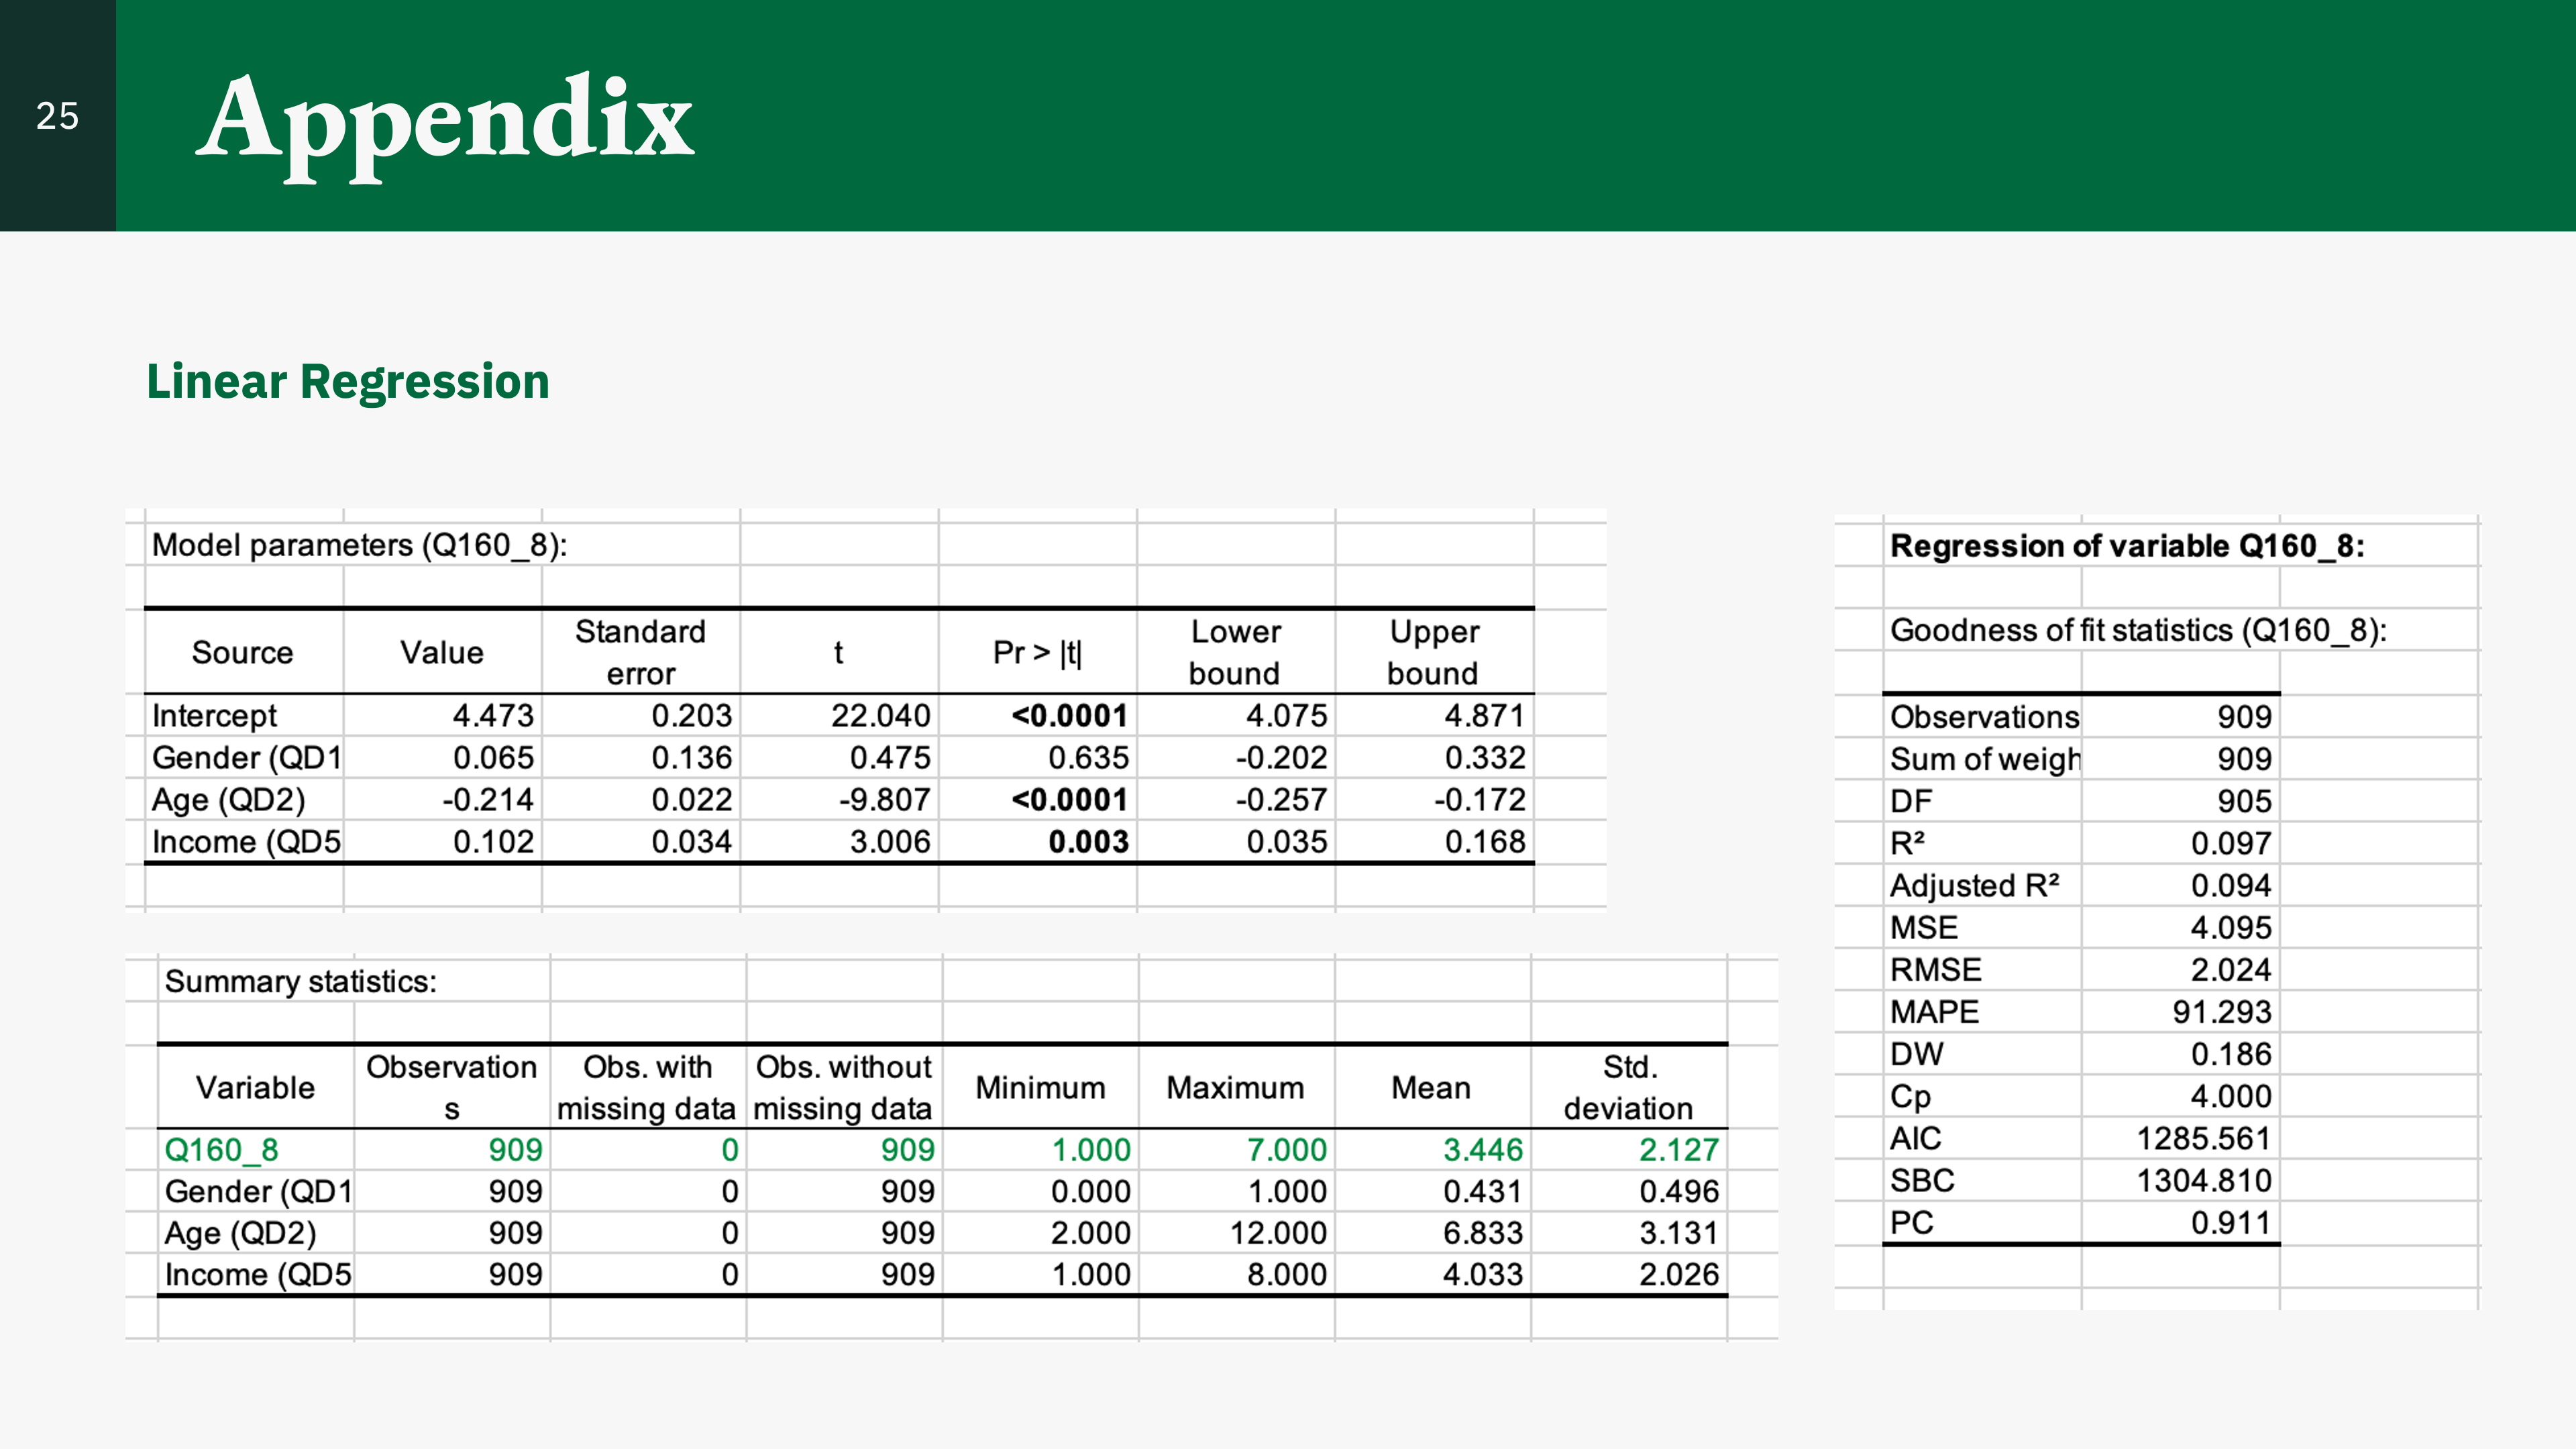 25
Appendix
Linear Regression
Model parameters (Q160_8):
Source Value Standard error t Pr > |t| Lower bound Upper bound
Intercept 4.473 0.203 22.040 <0.0001 4.075 4.871
Gender (QD1 0.065 0.136 0.475 0.635 -0.202 0.332
Age (QD2) -0.214 0.022 -9.807 <0.0001 -0.257 -0.172
Income (QD5 0.102 0.034 3.006 0.003 0.035 0.168
Summary statistics:
Variable Observation s Obs. with missing data Obs. without missing data Minimum Maximum Mean Std. deviation
Q160_8 909 0 909 1.000 7.000 3.446 2.127
Gender (QD1 909 0 909 0.000 1.000 0.431 0.496
Age (QD2) 909 0 909 2.000 12.000 6.833 3.131
Income (QD5 909 0 909 1.000 8.000 4.033 2.026
Regression of variable Q160_8:
Goodness of fit statistics (Q160_8):
Observations 909
Sum of weigh 909
DF 905
R² 0.097
Adjusted R² 0.094
MSE 4.095
RMSE 2.024
MAPE 91.293
DW 0.186
Cp 4.000
AIC 1285.561
SBC 1304.810
PC 0.911